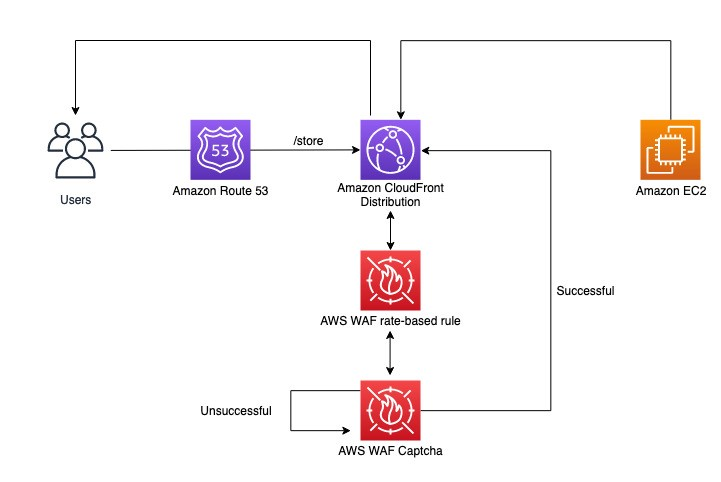 53
/store
Users
Amazon Route 53
Amazon CloudFront
Distribution
Amazon EC2
AWS WAF rate-based rule
Successful
Unsuccessful
AWS WAF Captcha